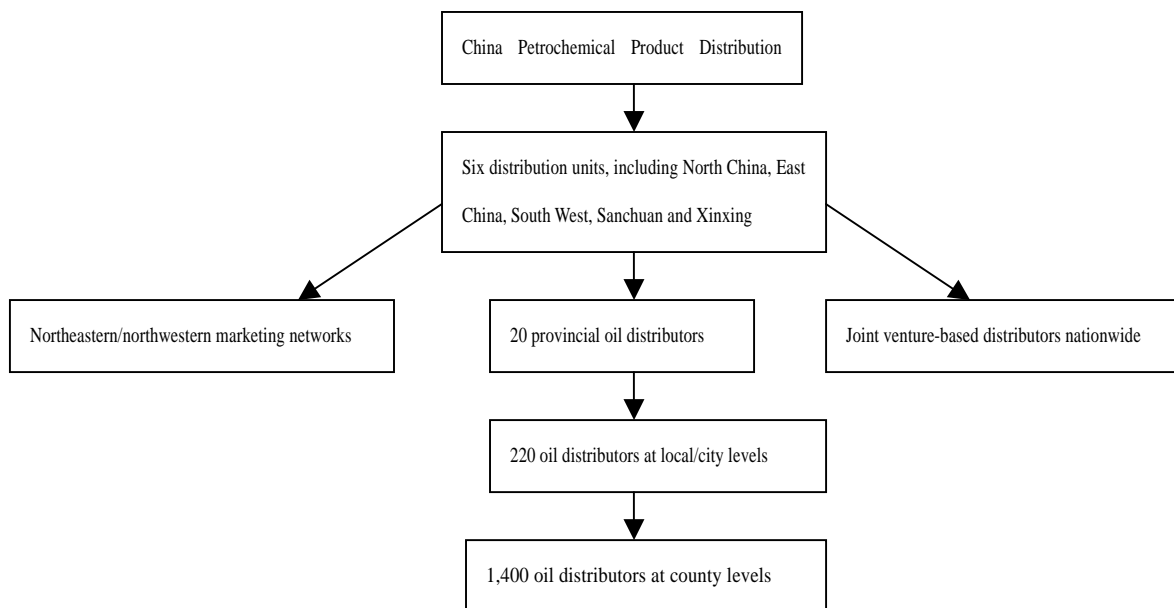 China Petrochemical Product Distribution
Six distribution units, including North China, East
China, South West, Sanchuan and Xinxing
Northeastern/northwestern marketing networks
20 provincial oil distributors
Joint venture-based distributors nationwide
220 oil distributors at local/city levels
1,400 oil distributors at county levels